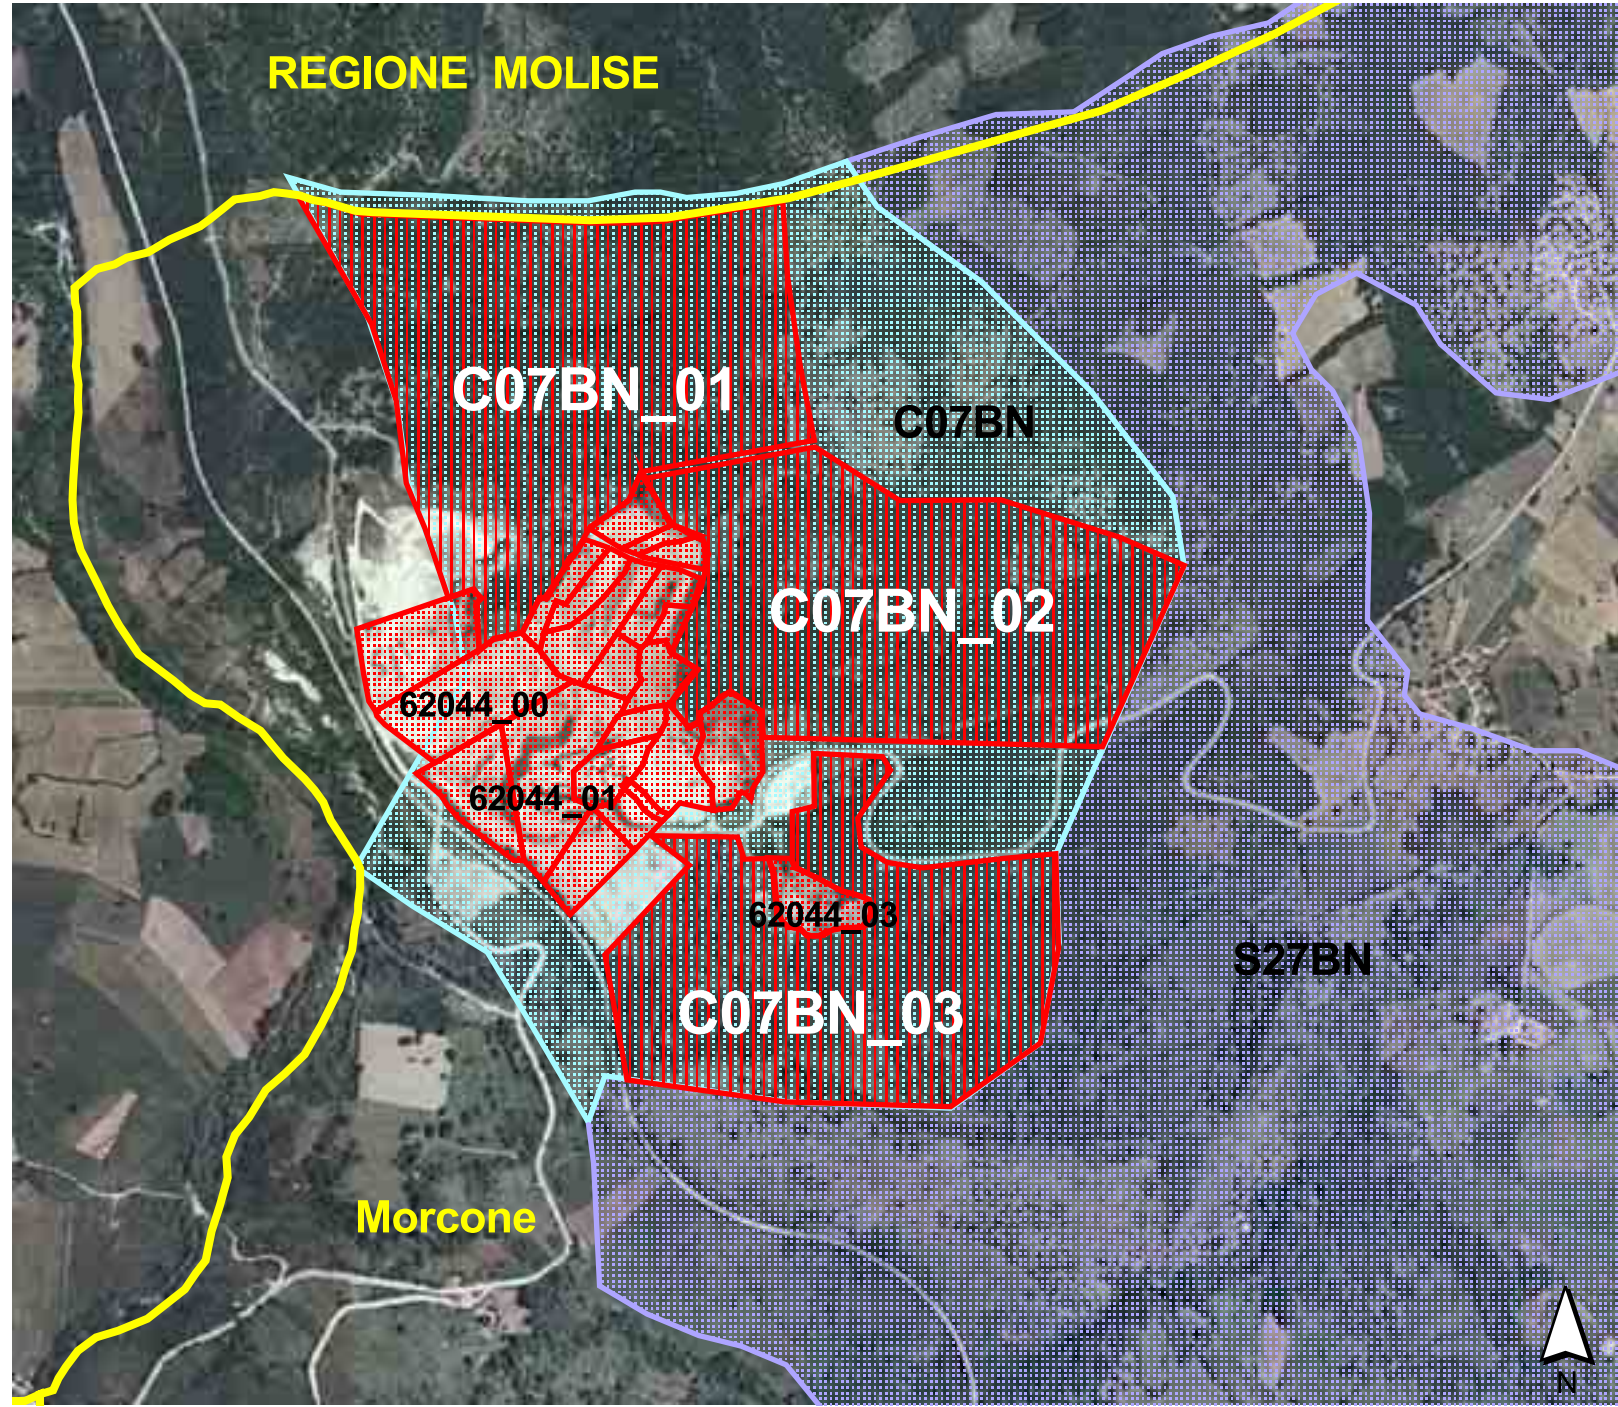 REGIONE MOLISE
C07BN_01
C07BN
C07BN_02
62044_00
62044_01
62044_03
S27BN
C07BN_03
Morcone
N